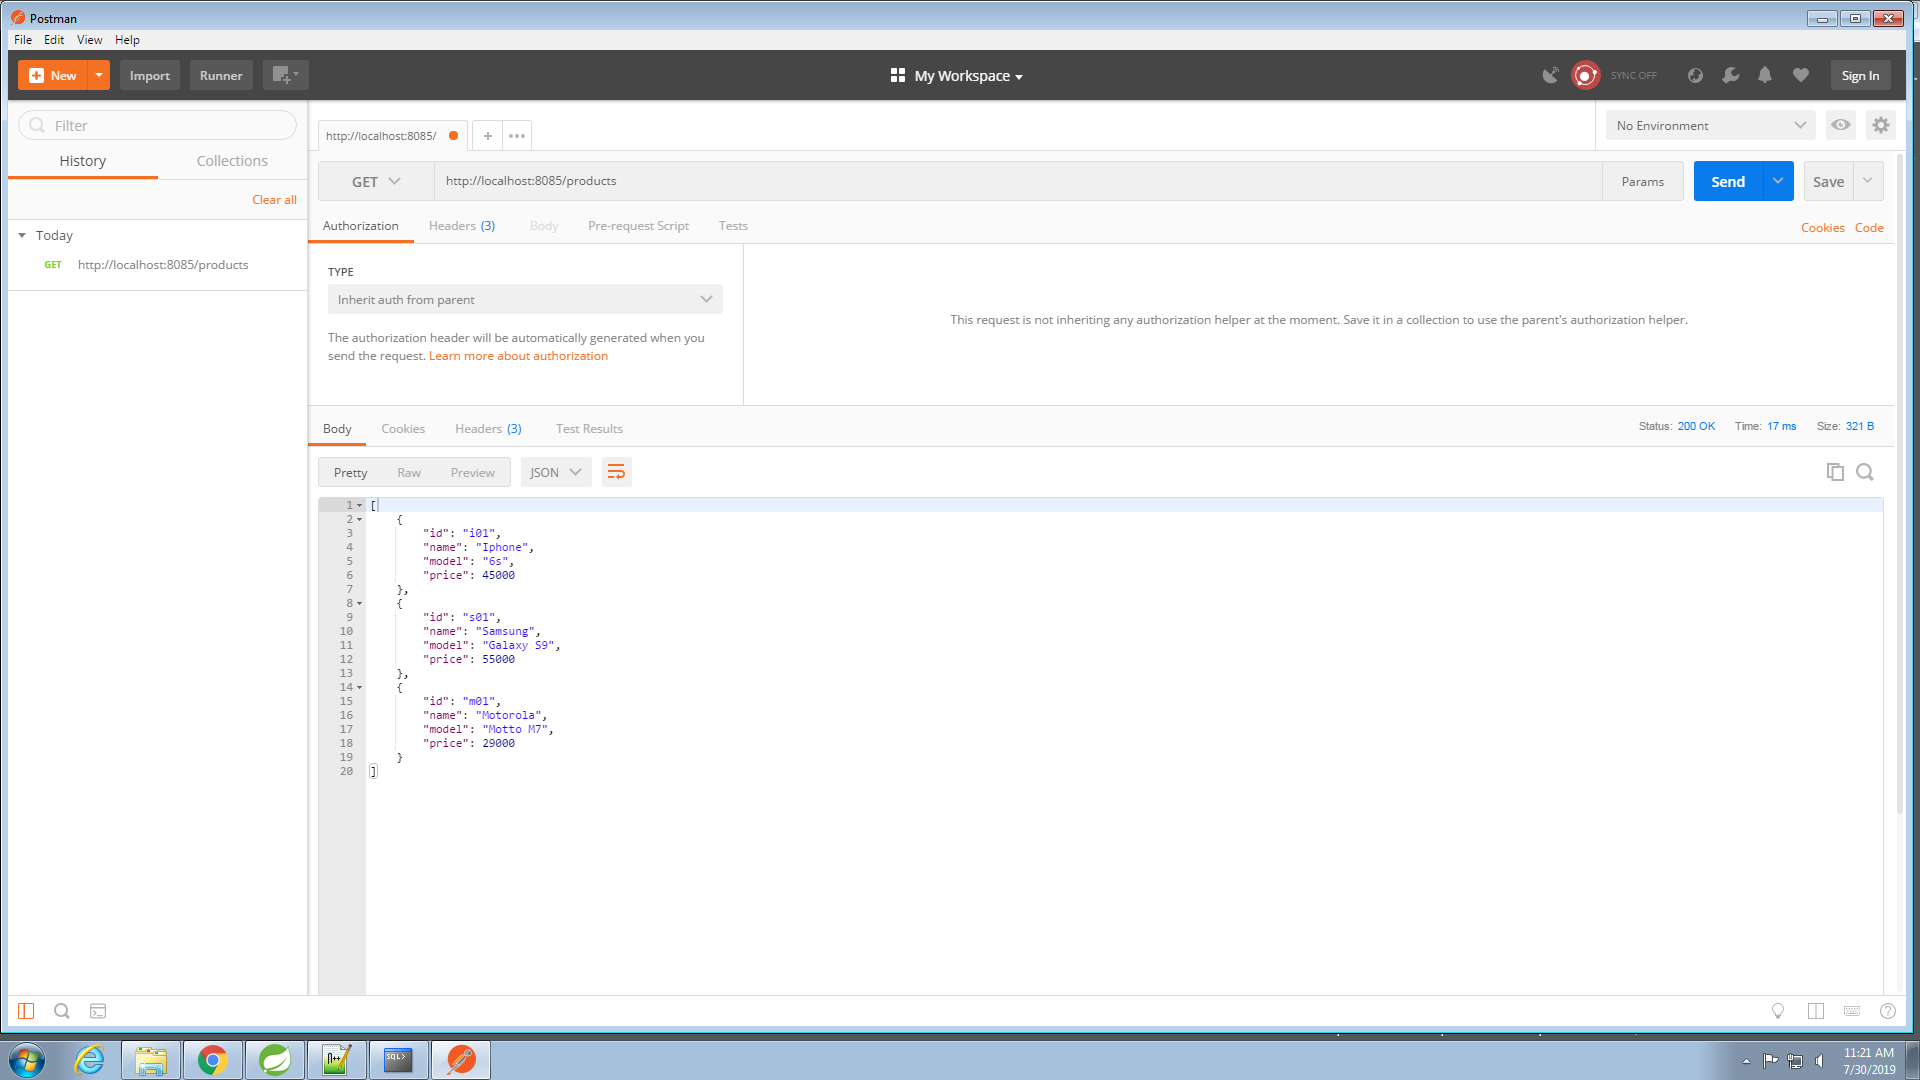 Postman
File Edit View Help
New Import Runner My Workspace SYNC OFF Sign In
Filter
History Collections
Clear all
Today
GET http://localhost:8085/products
http://localhost:8085/ + •••
No Environment
GET http://localhost:8085/products Params Send Save
Authorization Headers (3) Body Pre-request Script Tests Cookies Code
TYPE
Inherit auth from parent
The authorization header will be automatically generated when you
send the request. Learn more about authorization
This request is not inheriting any authorization helper at the moment. Save it in a collection to use the parent's authorization helper.
Body Cookies Headers (3) Test Results Status: 200 OK Time: 17 ms Size: 321 B
Pretty Raw Preview JSON
1 [
2 {
3 "id": "i01",
4 "name": "Iphone",
5 "model": "6s",
6 "price": 45000
7 },
8 {
9 "id": "s01",
10 "name": "Samsung",
11 "model": "Galaxy S9",
12 "price": 55000
13 },
14 {
15 "id": "m01",
16 "name": "Motorola",
17 "model": "Motto M7",
18 "price": 29000
19 }
20 ]
SQL>
11:21 AM
7/30/2019